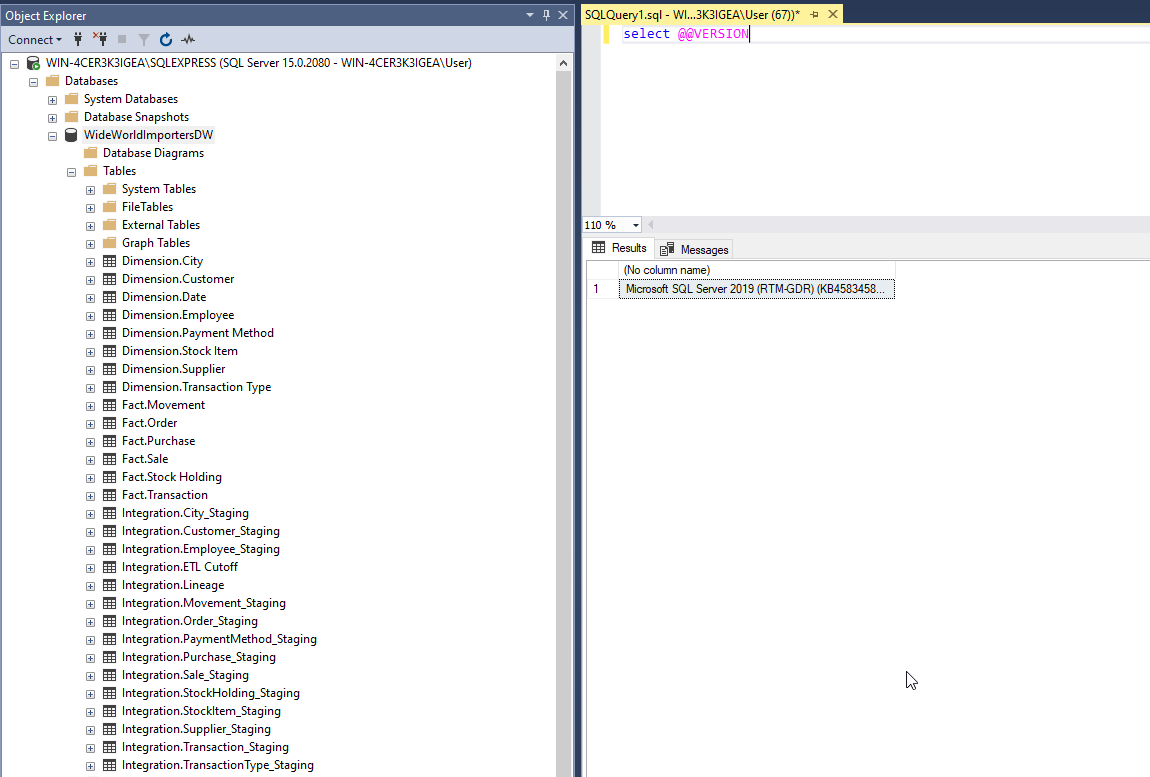 Object Explorer
Connect
WIN-4CER3K3IGEA\SQLEXPRESS (SQL Server 15.0.2080 - WIN-4CER3K3IGEA\User)
Databases
System Databases
Database Snapshots
WideWorldImportersDW
Database Diagrams
Tables
System Tables
FileTables
External Tables
Graph Tables
Dimension.City
Dimension.Customer
Dimension.Date
Dimension.Employee
Dimension.Payment Method
Dimension.Stock Item
Dimension.Supplier
Dimension.Transaction Type
Fact.Movement
Fact.Order
Fact.Purchase
Fact.Sale
Fact.Stock Holding
Fact.Transaction
Integration.City_Staging
Integration.Customer_Staging
Integration.Employee_Staging
Integration.ETL Cutoff
Integration.Lineage
Integration.Movement_Staging
Integration.Order_Staging
Integration.PaymentMethod_Staging
Integration.Purchase_Staging
Integration.Sale_Staging
Integration.StockHolding_Staging
Integration.StockItem_Staging
Integration.Supplier_Staging
Integration.Transaction_Staging
Integration.TransactionType_Staging
SQLQuery1.sql - WI...3K3IGEA\User (67))*
select @@VERSION
110 %
Results Messages
(No column name)
1 Microsoft SQL Server 2019 (RTM-GDR) (KB4583458...